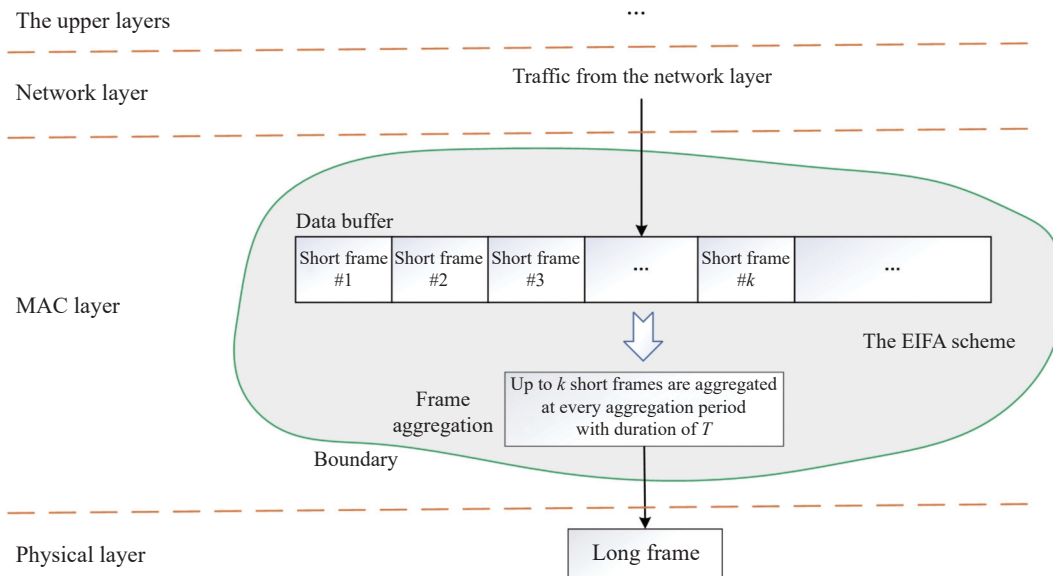 The upper layers
...
Network layer
Traffic from the network layer
Data buffer
Short frame
#1
Short frame
#2
Short frame
#3
...
Short frame
#k
...
MAC layer
The EIFA scheme
Frame
aggregation
Up to k short frames are aggregated
at every aggregation period
with duration of T
Boundary
Physical layer
Long frame